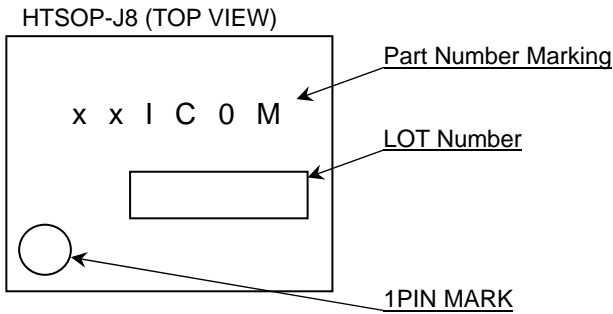 HTSOP-J8 (TOP VIEW)
Part Number Marking
x x I C 0 M
LOT Number
1PIN MARK